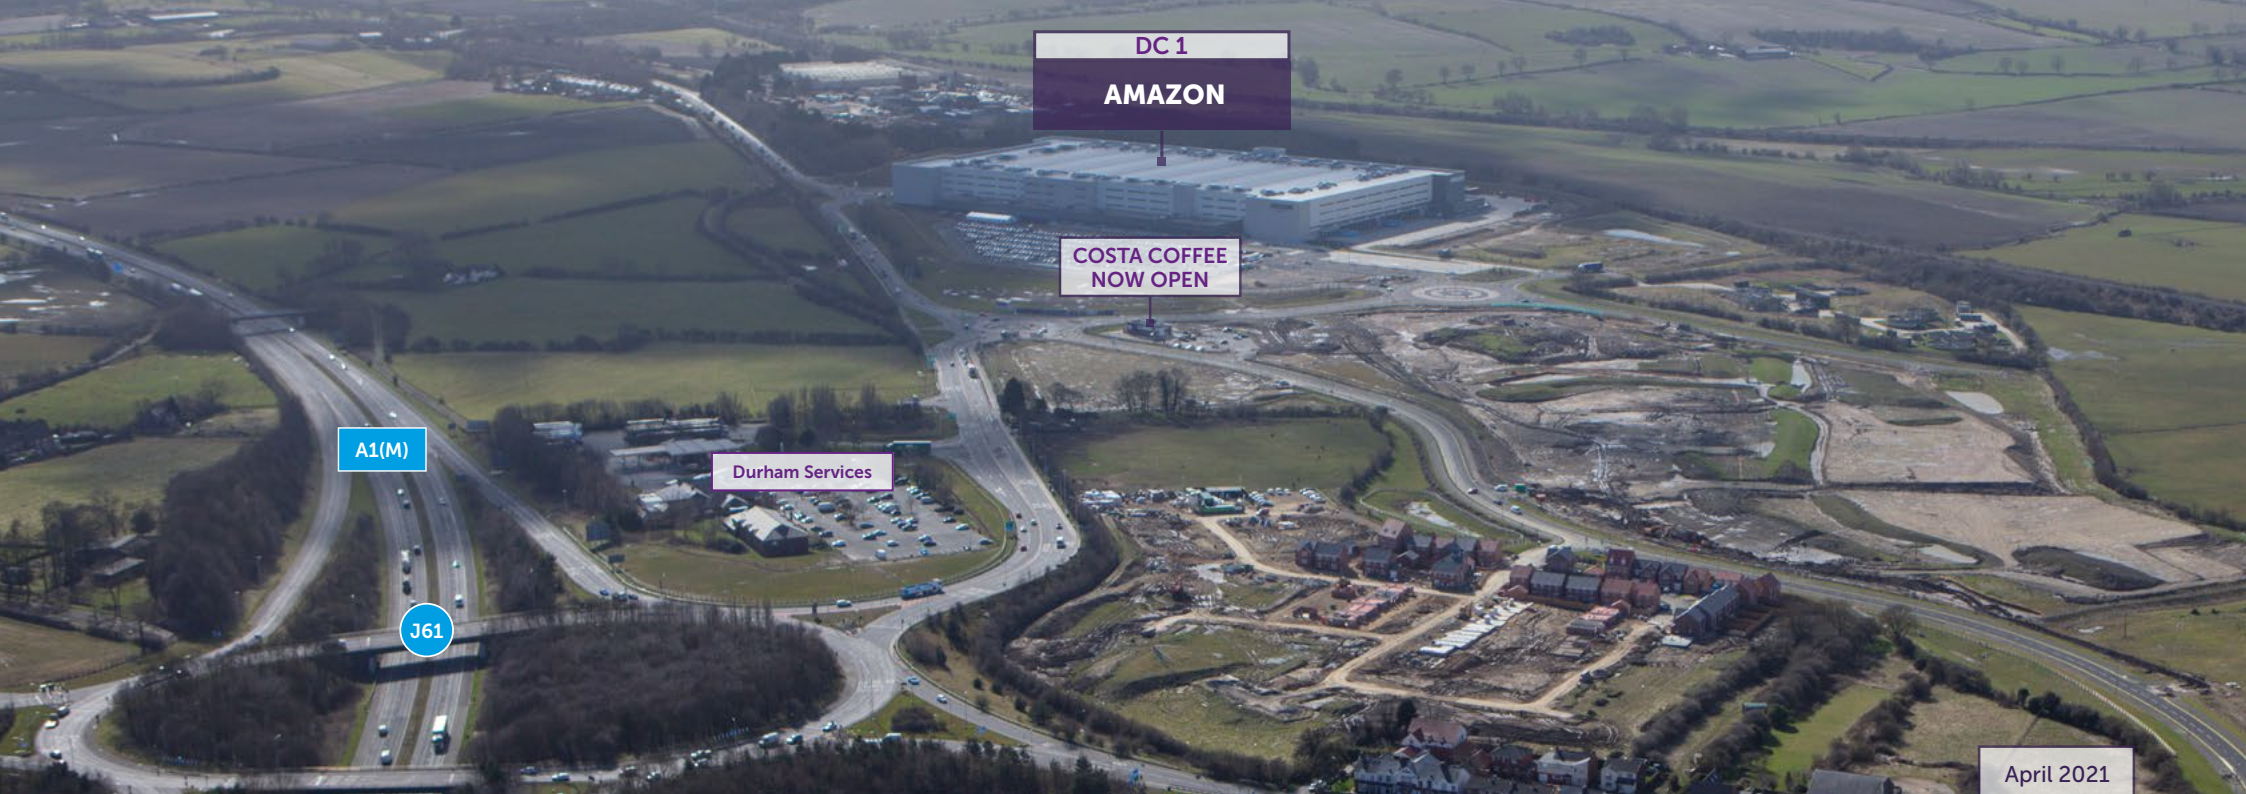 DC 1
AMAZON
COSTA COFFEE
NOW OPEN
A1(M)
Durham Services
J61
April 2021